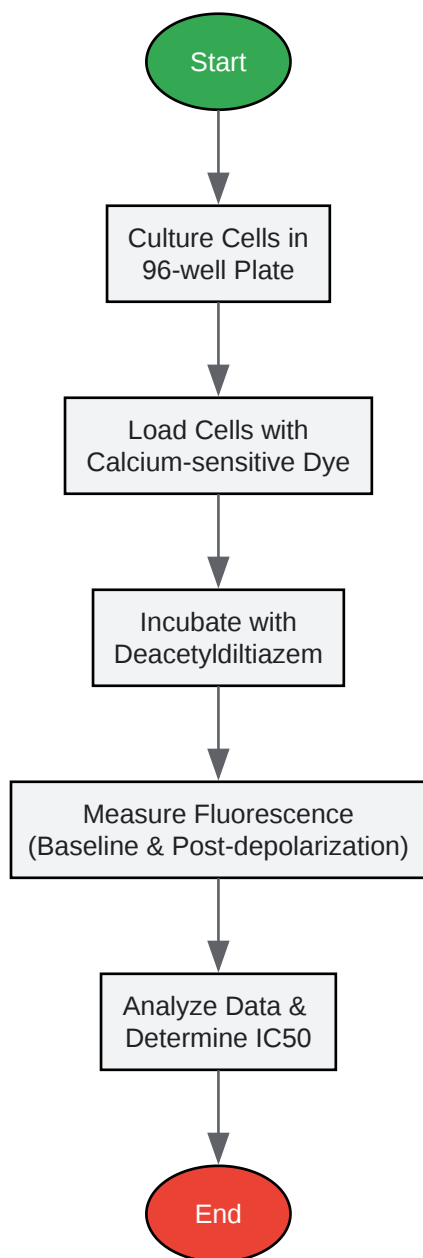 Start
Culture Cells in
96-well Plate
Load Cells with
Calcium-sensitive Dye
Incubate with
Deacetyldiltiazem
Measure Fluorescence
(Baseline & Post-depolarization)
Analyze Data &
Determine IC50
End